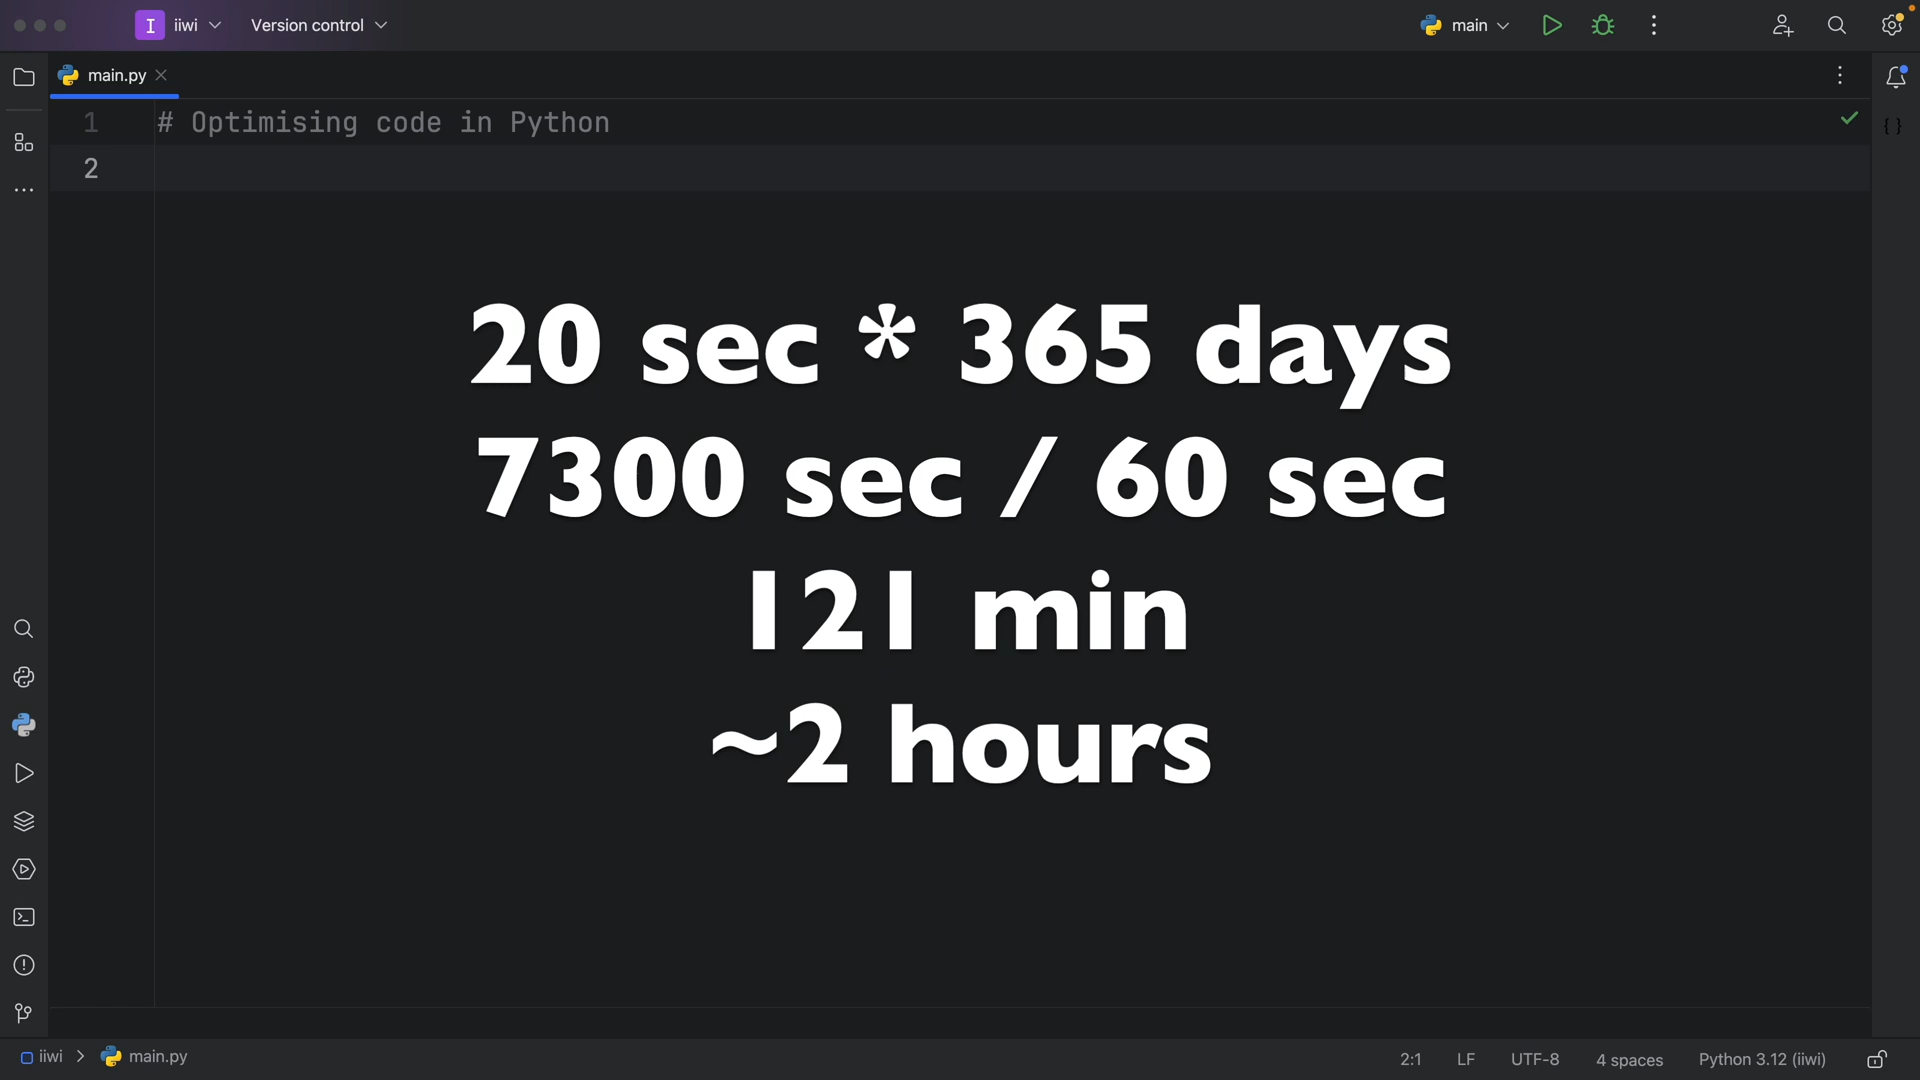 I iiwi Version control main
main.py
1 # Optimising code in Python
2
20 sec * 365 days
7300 sec / 60 sec
121 min
~2 hours
iiwi > main.py 2:1 LF UTF-8 4 spaces Python 3.12 (iiwi)